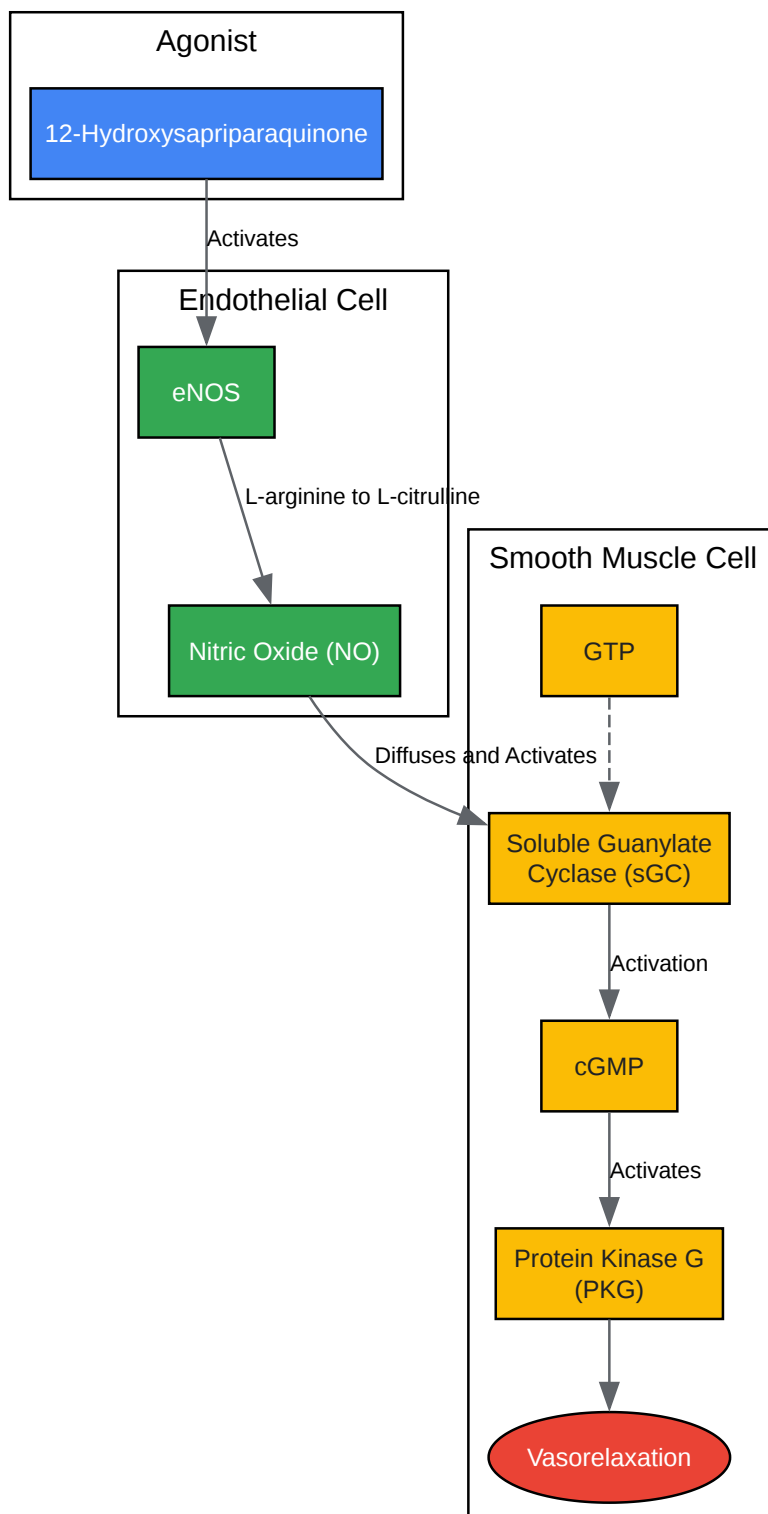 Agonist
12-Hydroxysapriparaquinone
Activates
Endothelial Cell
eNOS
L-arginine to L-citrulline
Smooth Muscle Cell
Nitric Oxide (NO)
GTP
Diffuses and Activates
Soluble Guanylate
Cyclase (sGC)
Activation
cGMP
Activates
Protein Kinase G
(PKG)
Vasorelaxation